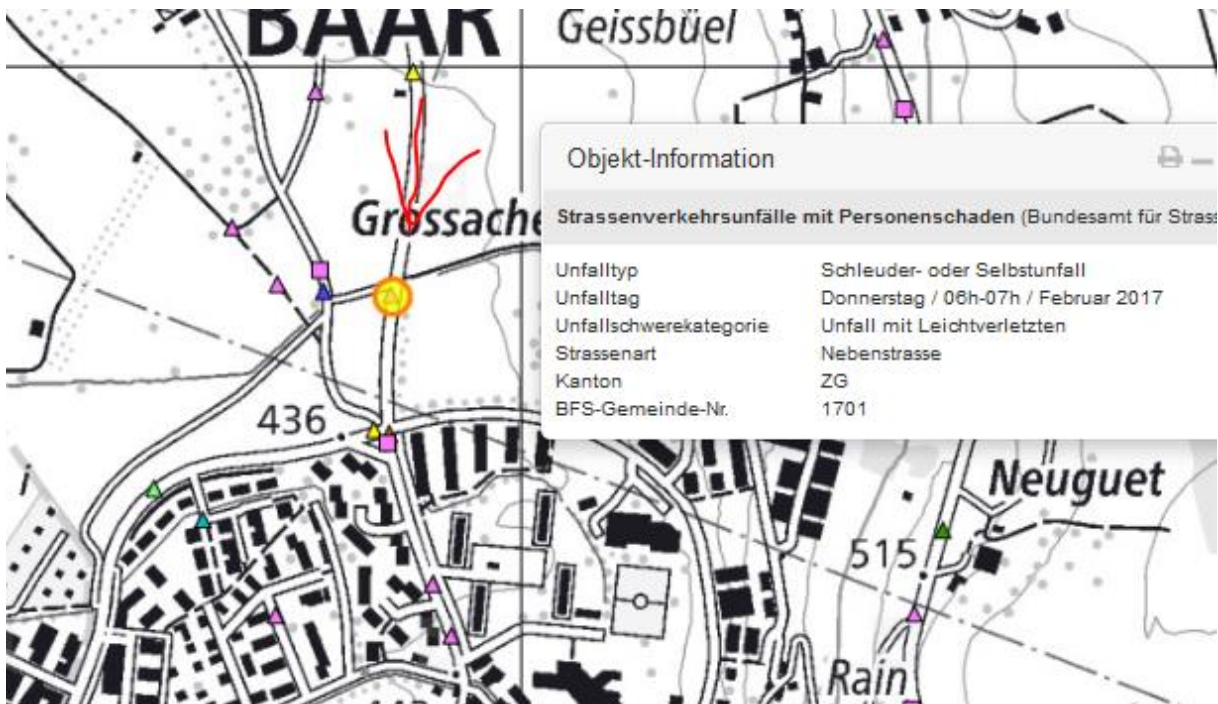 BAAR
Geissbüel
Grossache
Objekt-Information
Strassenverkehrsunfälle mit Personenschaden (Bundesamt für Strass
Unfalltyp Schleuder- oder Selbstunfall
Unfalltag Donnerstag / 06h-07h / Februar 2017
Unfallschwerekategorie Unfall mit Leichtverletzten
Strassenart Nebenstrasse
Kanton ZG
BFS-Gemeinde-Nr. 1701
436
i
Neuguet
515
Rain